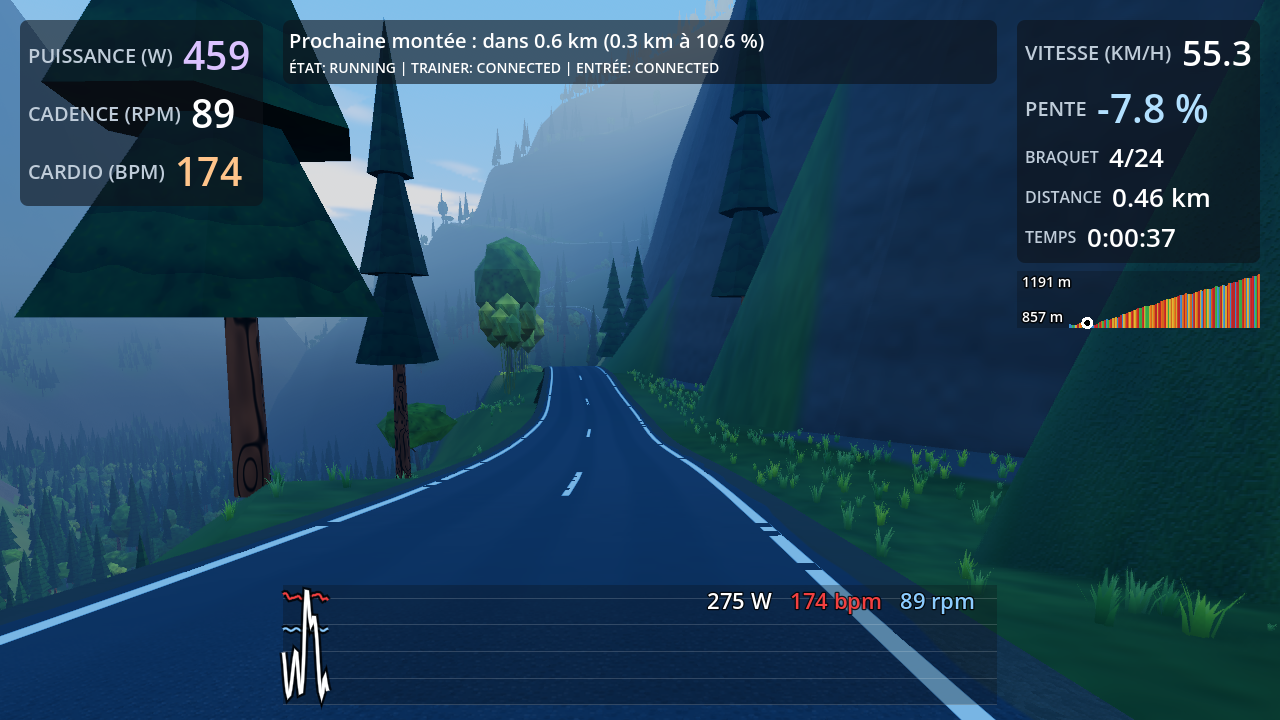 PUISSANCE (W) 459
CADENCE (RPM) 89
CARDIO (BPM) 174
Prochaine montée : dans 0.6 km (0.3 km à 10.6 %)
ÉTAT: RUNNING | TRAINER: CONNECTED | ENTRÉE: CONNECTED
VITESSE (KM/H) 55.3
PENTE -7.8 %
BRAQUET 4/24
DISTANCE 0.46 km
TEMPS 0:00:37
1191 m
857 m
275 W 174 bpm 89 rpm